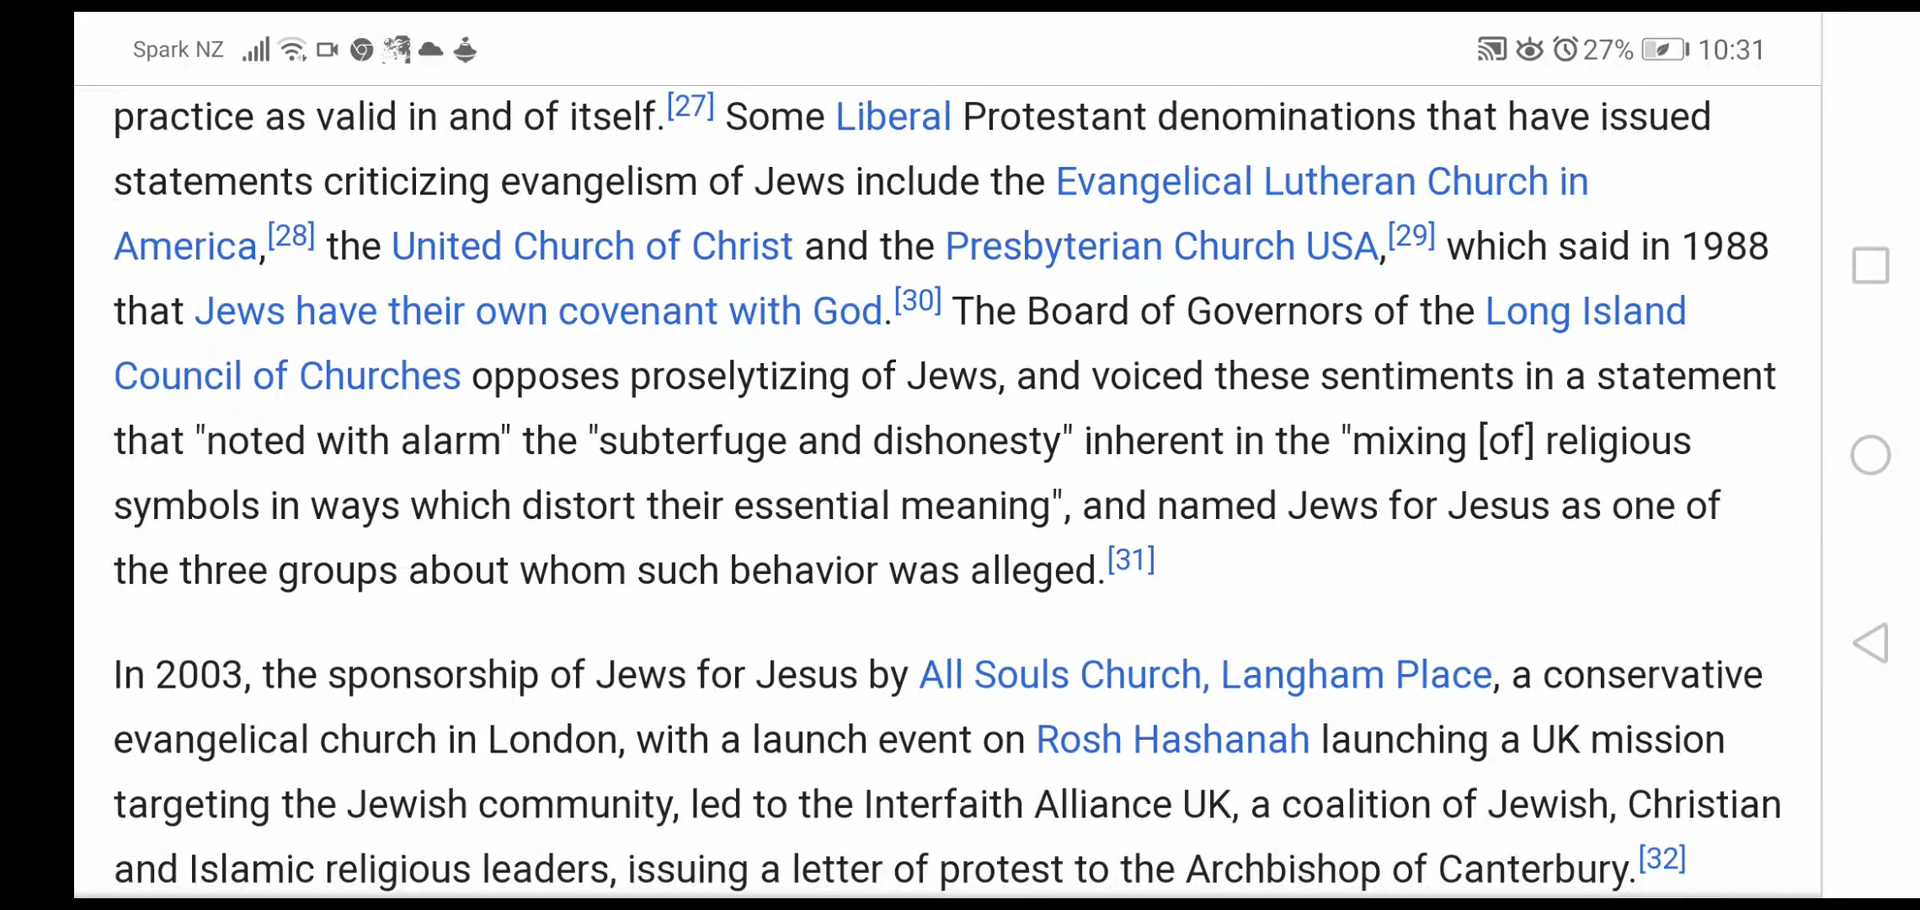 Spark NZ 27% 10:31
practice as valid in and of itself.[27] Some Liberal Protestant denominations that have issued
statements criticizing evangelism of Jews include the Evangelical Lutheran Church in
America,[28] the United Church of Christ and the Presbyterian Church USA,[29] which said in 1988
that Jews have their own covenant with God.[30] The Board of Governors of the Long Island
Council of Churches opposes proselytizing of Jews, and voiced these sentiments in a statement
that "noted with alarm" the "subterfuge and dishonesty" inherent in the "mixing [of] religious
symbols in ways which distort their essential meaning", and named Jews for Jesus as one of
the three groups about whom such behavior was alleged.[31]
In 2003, the sponsorship of Jews for Jesus by All Souls Church, Langham Place, a conservative
evangelical church in London, with a launch event on Rosh Hashanah launching a UK mission
targeting the Jewish community, led to the Interfaith Alliance UK, a coalition of Jewish, Christian
and Islamic religious leaders, issuing a letter of protest to the Archbishop of Canterbury.[32]